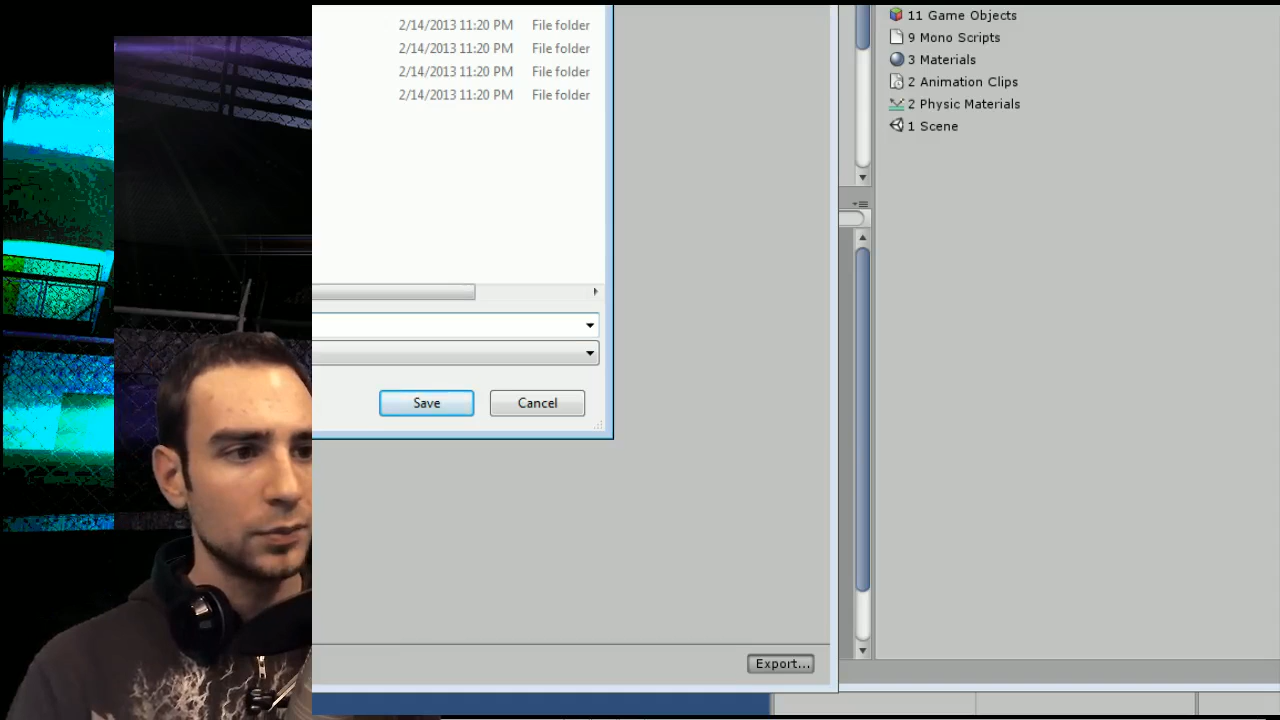 2/14/2013 11:20 PM File folder
2/14/2013 11:20 PM File folder
2/14/2013 11:20 PM File folder
2/14/2013 11:20 PM File folder
Save Cancel
Export...
11 Game Objects
9 Mono Scripts
3 Materials
2 Animation Clips
2 Physic Materials
1 Scene